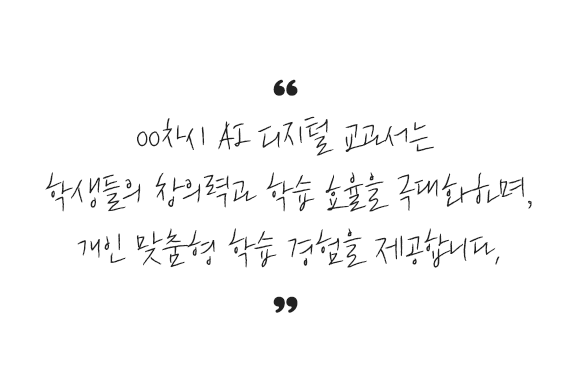 “
00차시 AI 디지털 교과서는
학생들의 창의력과 학습 효율을 극대화하며,
개인 맞춤형 학습 경험을 제공합니다,
”